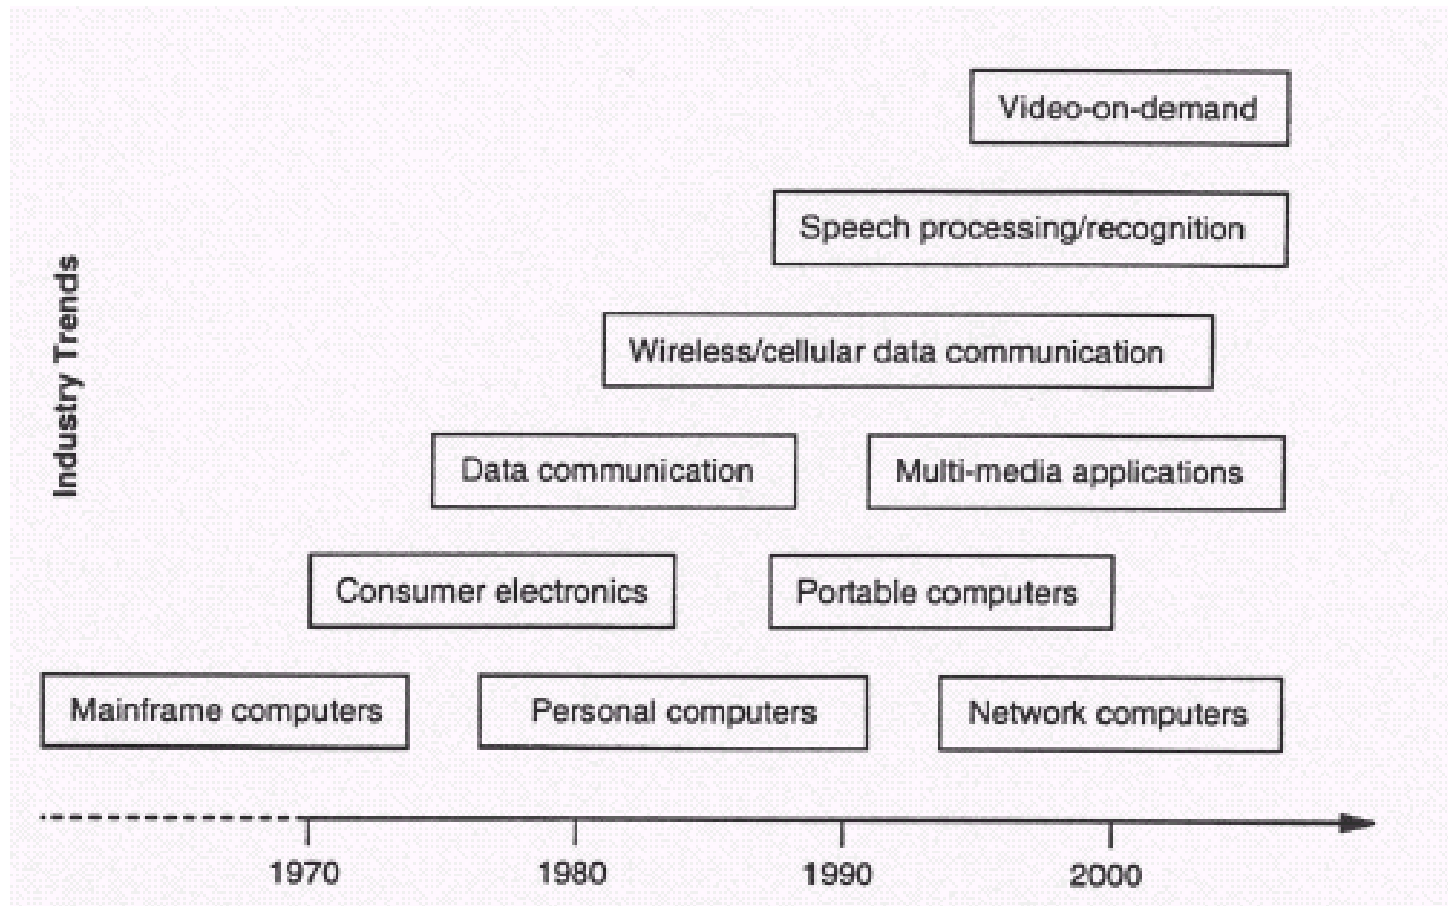 Video-on-demand
Speech processing/recognition
Industry Trends
Wireless/cellular data communication
Data communication
Multi-media applications
Consumer electronics
Portable computers
Mainframe computers
Personal computers
Network computers
1970
1980
1990
2000